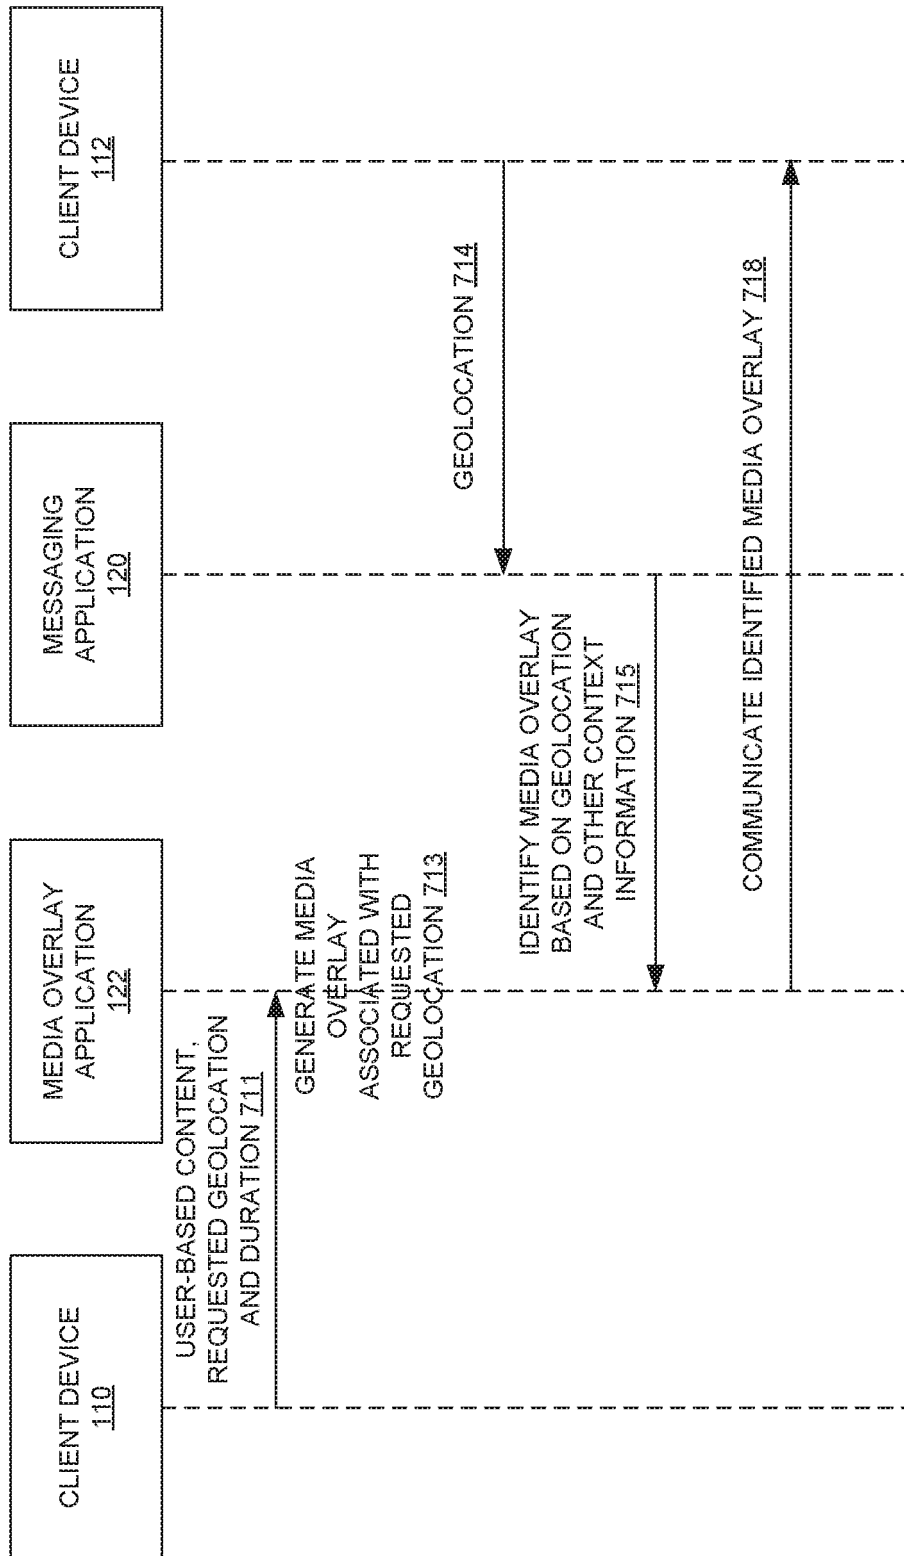 CLIENT DEVICE
110
MEDIA OVERLAY
APPLICATION
122
MESSAGING
APPLICATION
120
CLIENT DEVICE
112
USER-BASED CONTENT,
REQUESTED GEOLOCATION
AND DURATION 711
GENERATE MEDIA
OVERLAY
ASSOCIATED WITH
REQUESTED
GEOLOCATION 713
GEOLOCATION 714
IDENTIFY MEDIA OVERLAY
BASED ON GEOLOCATION
AND OTHER CONTEXT
INFORMATION 715
COMMUNICATE IDENTIFIED MEDIA OVERLAY 718